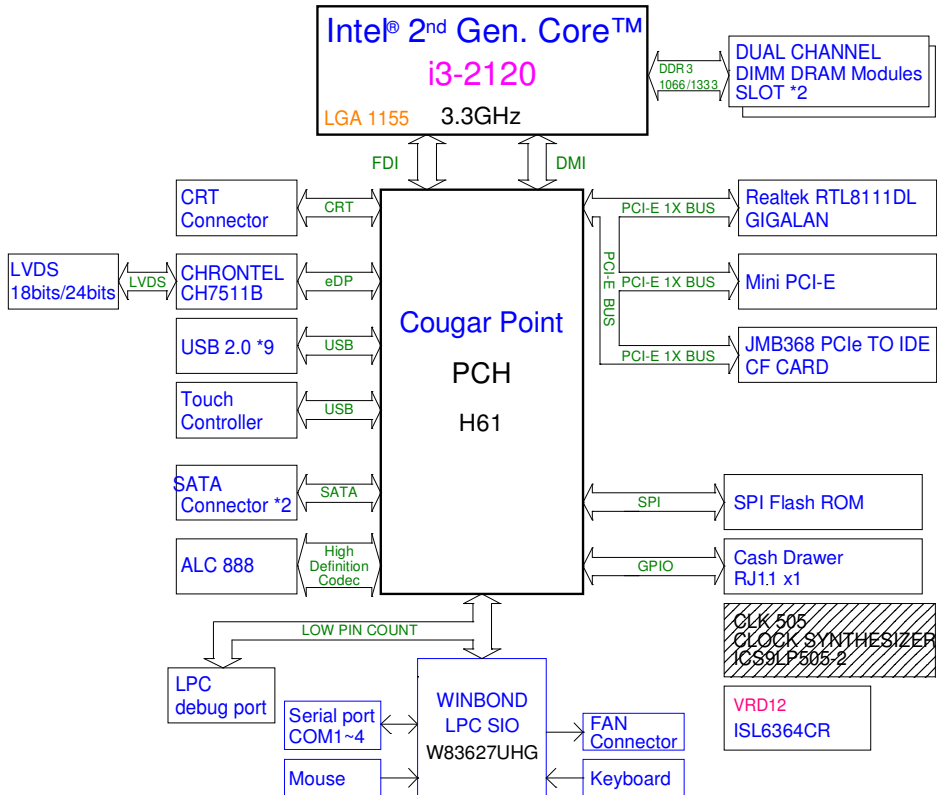 Intel® 2nd Gen. Core™
i3-2120
LGA 1155 3.3GHz
DDR3
1066/1333
DUAL CHANNEL
DIMM DRAM Modules
SLOT *2
FDI
DMI
CRT
Connector
CRT
LVDS
18bits/24bits
LVDS
CHRONTEL
CH7511B
eDP
USB 2.0 *9
USB
Touch
Controller
USB
SATA
Connector *2
SATA
ALC 888
High
Definition
Codec
Cougar Point
PCH
H61
PCI-E 1X BUS
Realtek RTL8111DL
GIGALAN
PCI-E BUS
PCI-E 1X BUS
Mini PCI-E
PCI-E 1X BUS
JMB368 PCIe TO IDE
CF CARD
SPI
SPI Flash ROM
GPIO
Cash Drawer
RJ11 x1
CLK 505
CLOCK SYNTHESIZER
ICS9LP505-2
VRD12
ISL6364CR
LOW PIN COUNT
LPC
debug port
WINBOND
LPC SIO
W83627UHG
Serial port
COM1~4
Mouse
FAN
Connector
Keyboard